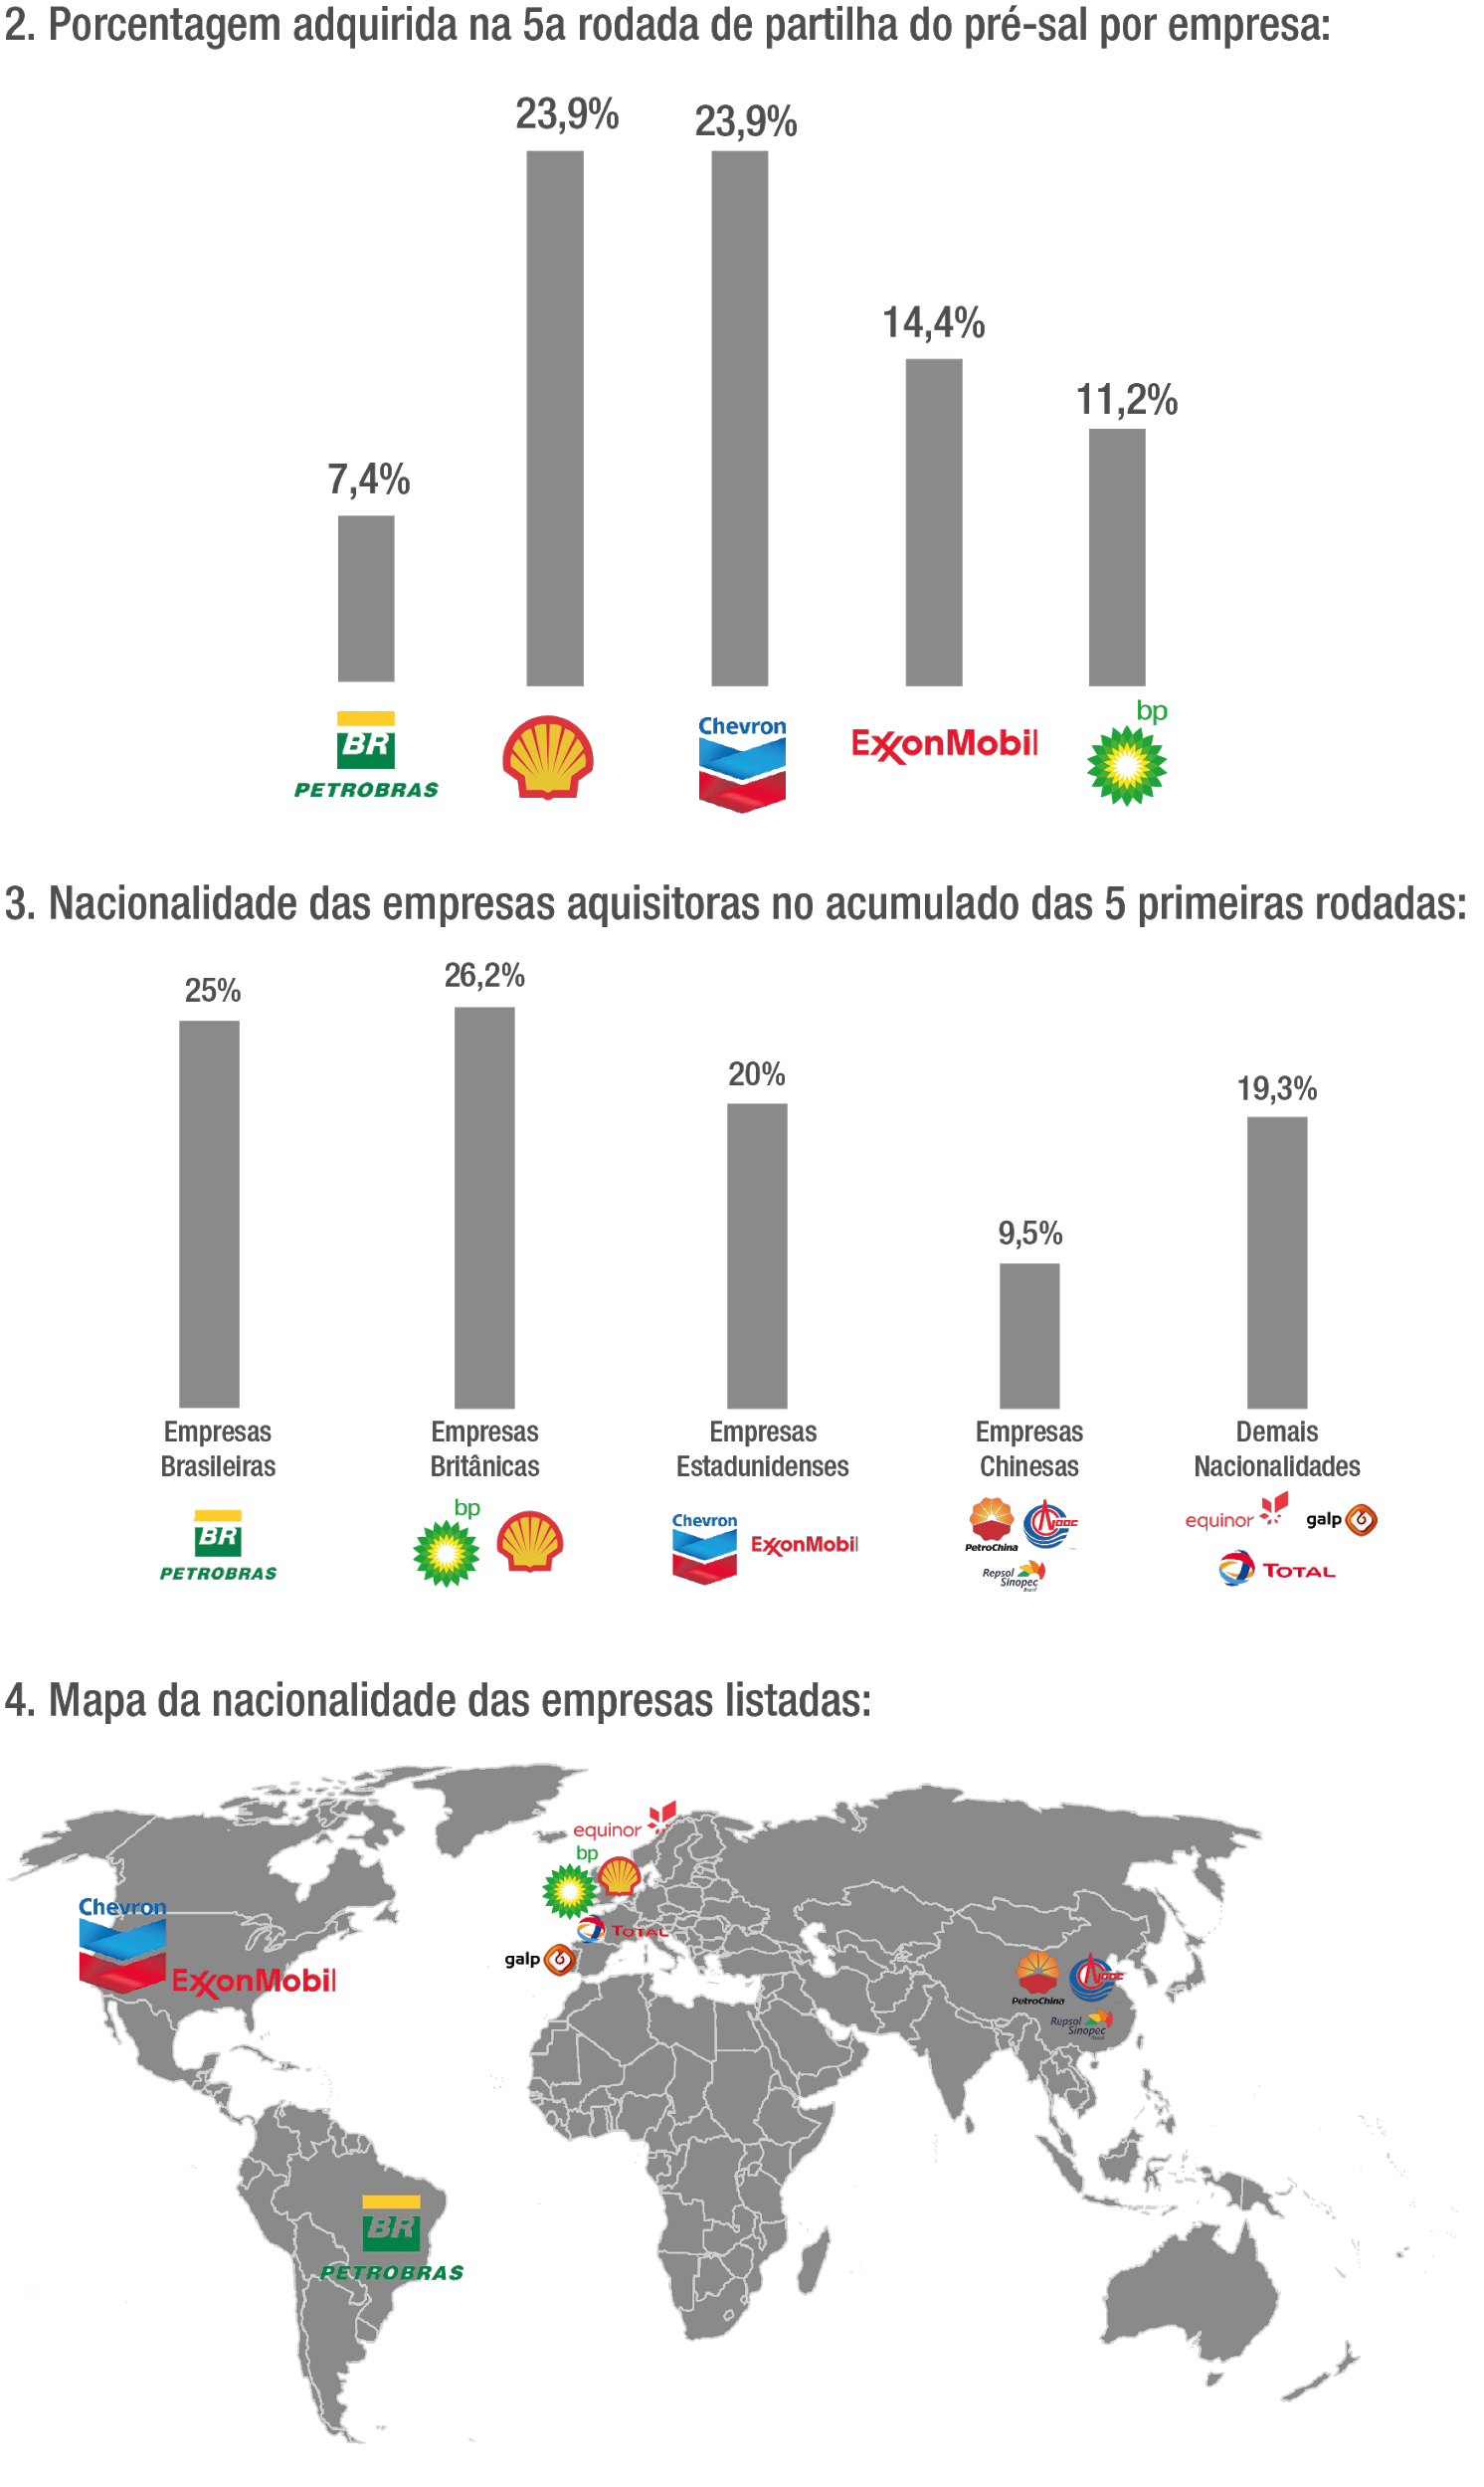 2. Porcentagem adquirida na 5a rodada de partilha do pré-sal por empresa:
23,9%
23,9%
14,4%
11,2%
7,4%
BR
PETROBRAS
Chevron
ExxonMobil
bp
3. Nacionalidade das empresas aquisitoras no acumulado das 5 primeiras rodadas:
25%
26,2%
20%
9,5%
19,3%
Empresas
Brasileiras
Empresas
Britânicas
Empresas
Estadunidenses
Empresas
Chinesas
Demais
Nacionalidades
BR
PETROBRAS
bp
Chevron
ExxonMobil
PetroChina
Repsol
Sinopec
equinor
galp
TOTAL
4. Mapa da nacionalidade das empresas listadas:
equinor
bp
TOTAL
galp
Chevron
ExxonMobil
PetroChina
Repsol
Sinopec
BR
PETROBRAS